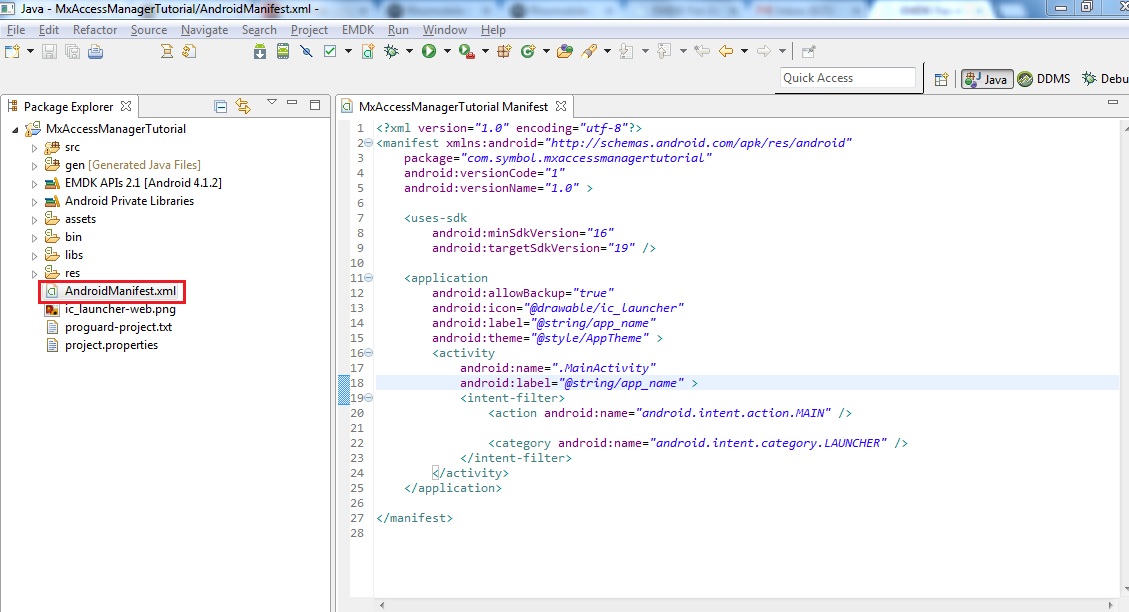 Java - MxAccessManagerTutorial/AndroidManifest.xml -
File Edit Refactor Source Navigate Search Project EMDK Run Window Help
Quick Access
Java
DDMS
Debu
Package Explorer
MxAccessManagerTutorial
src
gen [Generated Java Files]
EMDK APIs 2.1 [Android 4.1.2]
Android Private Libraries
assets
bin
libs
res
AndroidManifest.xml
ic_launcher-web.png
proguard-project.txt
project.properties
MxAccessManagerTutorial Manifest
1 <?xml version="1.0" encoding="utf-8"?>
2 <manifest xmlns:android="http://schemas.android.com/apk/res/android"
3 package="com.symbol.mxaccessmanagertutorial"
4 android:versionCode="1"
5 android:versionName="1.0" >
6
7 <uses-sdk
8 android:minSdkVersion="16"
9 android:targetSdkVersion="19" />
10
11 <application
12 android:allowBackup="true"
13 android:icon="@drawable/ic_launcher"
14 android:label="@string/app_name"
15 android:theme="@style/AppTheme" >
16 <activity
17 android:name=".MainActivity"
18 android:label="@string/app_name" >
19 <intent-filter>
20 <action android:name="android.intent.action.MAIN" />
21
22 <category android:name="android.intent.category.LAUNCHER" />
23 </intent-filter>
24 </activity>
25 </application>
26
27 </manifest>
28